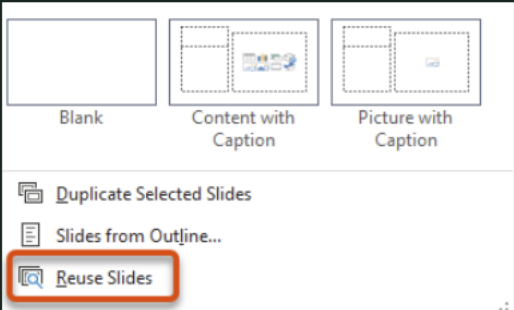 Blank
Content with
Caption
Picture with
Caption
Duplicate Selected Slides
Slides from Outline...
Reuse Slides